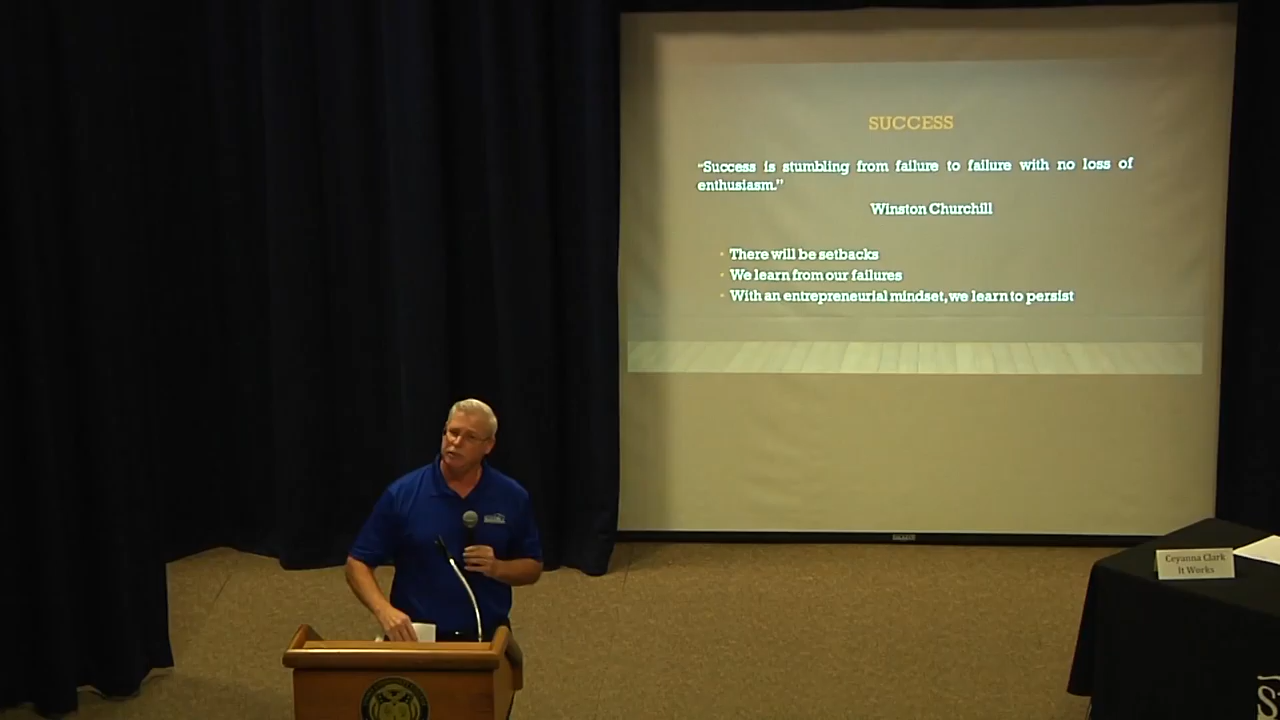 SUCCESS
"Success is stumbling from failure to failure with no loss of
enthusiasm."
Winston Churchill
• There will be setbacks
• We learn from our failures
• With an entrepreneurial mindset, we learn to persist
Ceyanna Clark
It Works